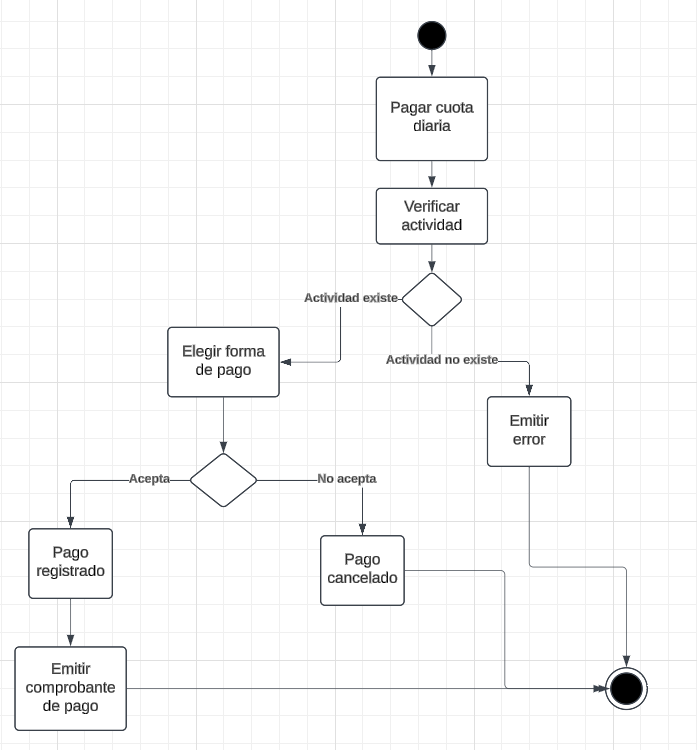 Pagar cuota
diaria
Verificar
actividad
Actividad existe
Elegir forma
de pago
Actividad no existe
Emitir
error
Acepta
No acepta
Pago
registrado
Pago
cancelado
Emitir
comprobante
de pago